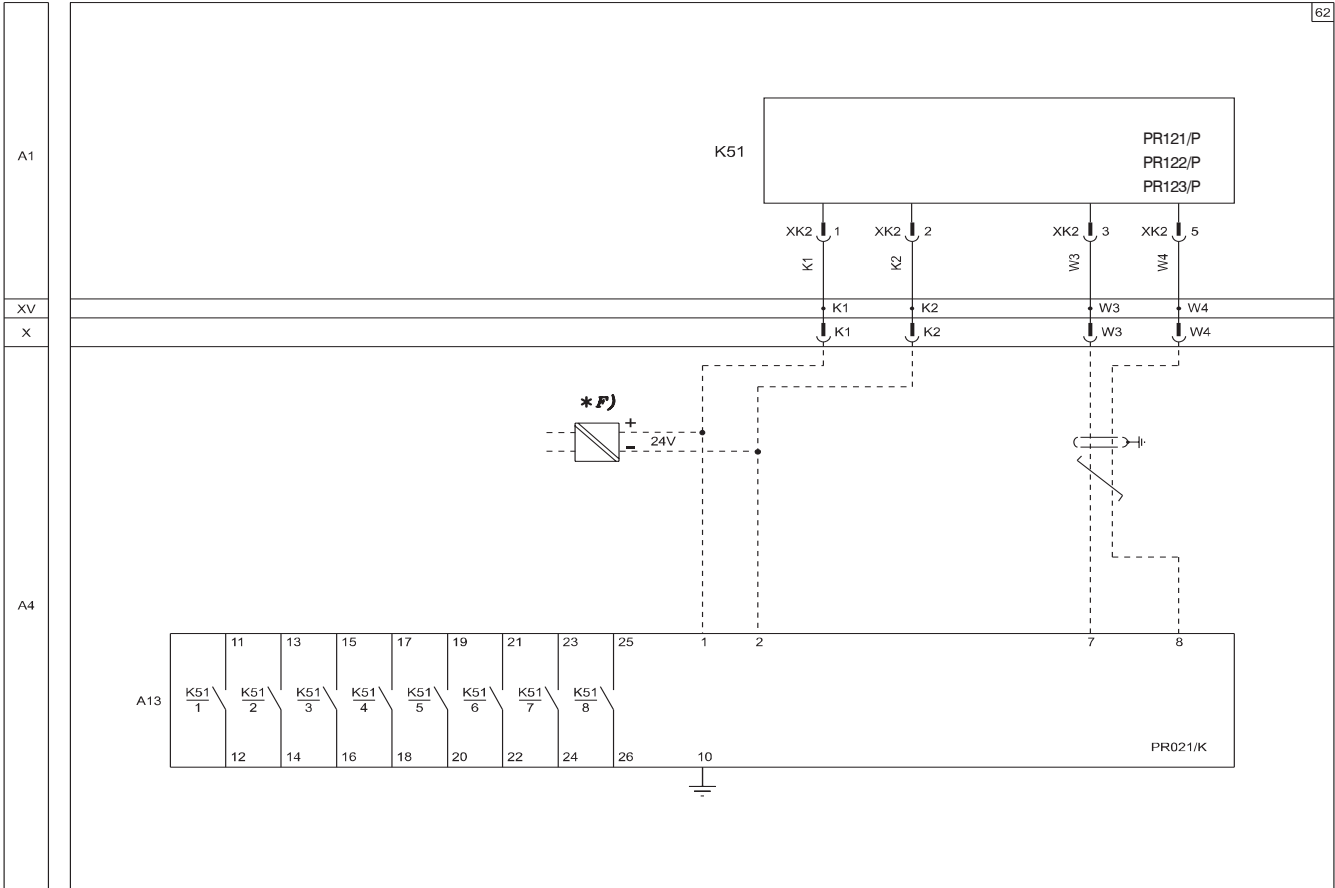 62
A1
K51
PR121/P
PR122/P
PR123/P
XK2 1 XK2 2 XK2 3 XK2 5
K1 K2 W3 W4
XV K1 K2 W3 W4
X K1 K2 W3 W4
* F)
+
24V
-
A4
11 13 15 17 19 21 23 25 1 2 7 8
A13 K51 K51 K51 K51 K51 K51 K51 K51
1 2 3 4 5 6 7 8
PR021/K
12 14 16 18 20 22 24 26 10